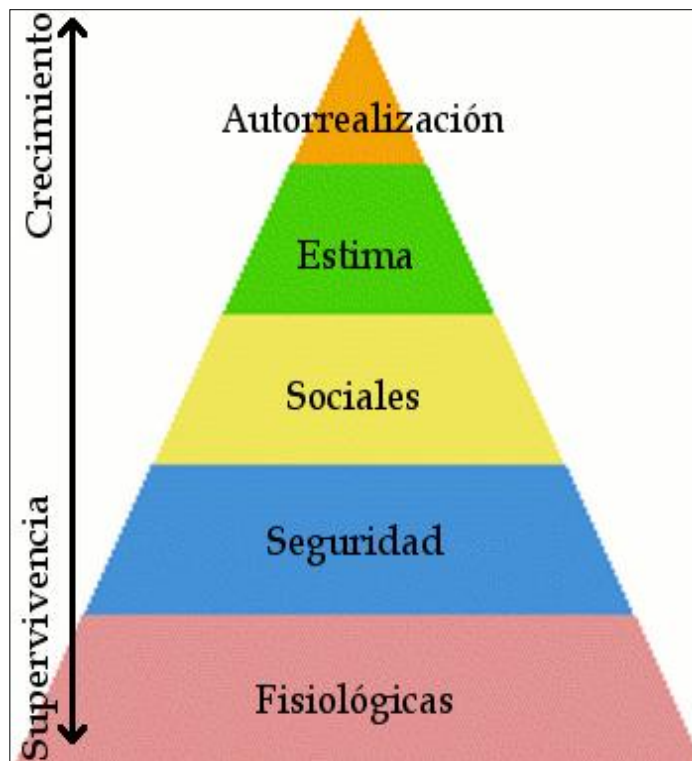 Crecimiento
Supervivencia
Autorrealización
Estima
Sociales
Seguridad
Fisiológicas